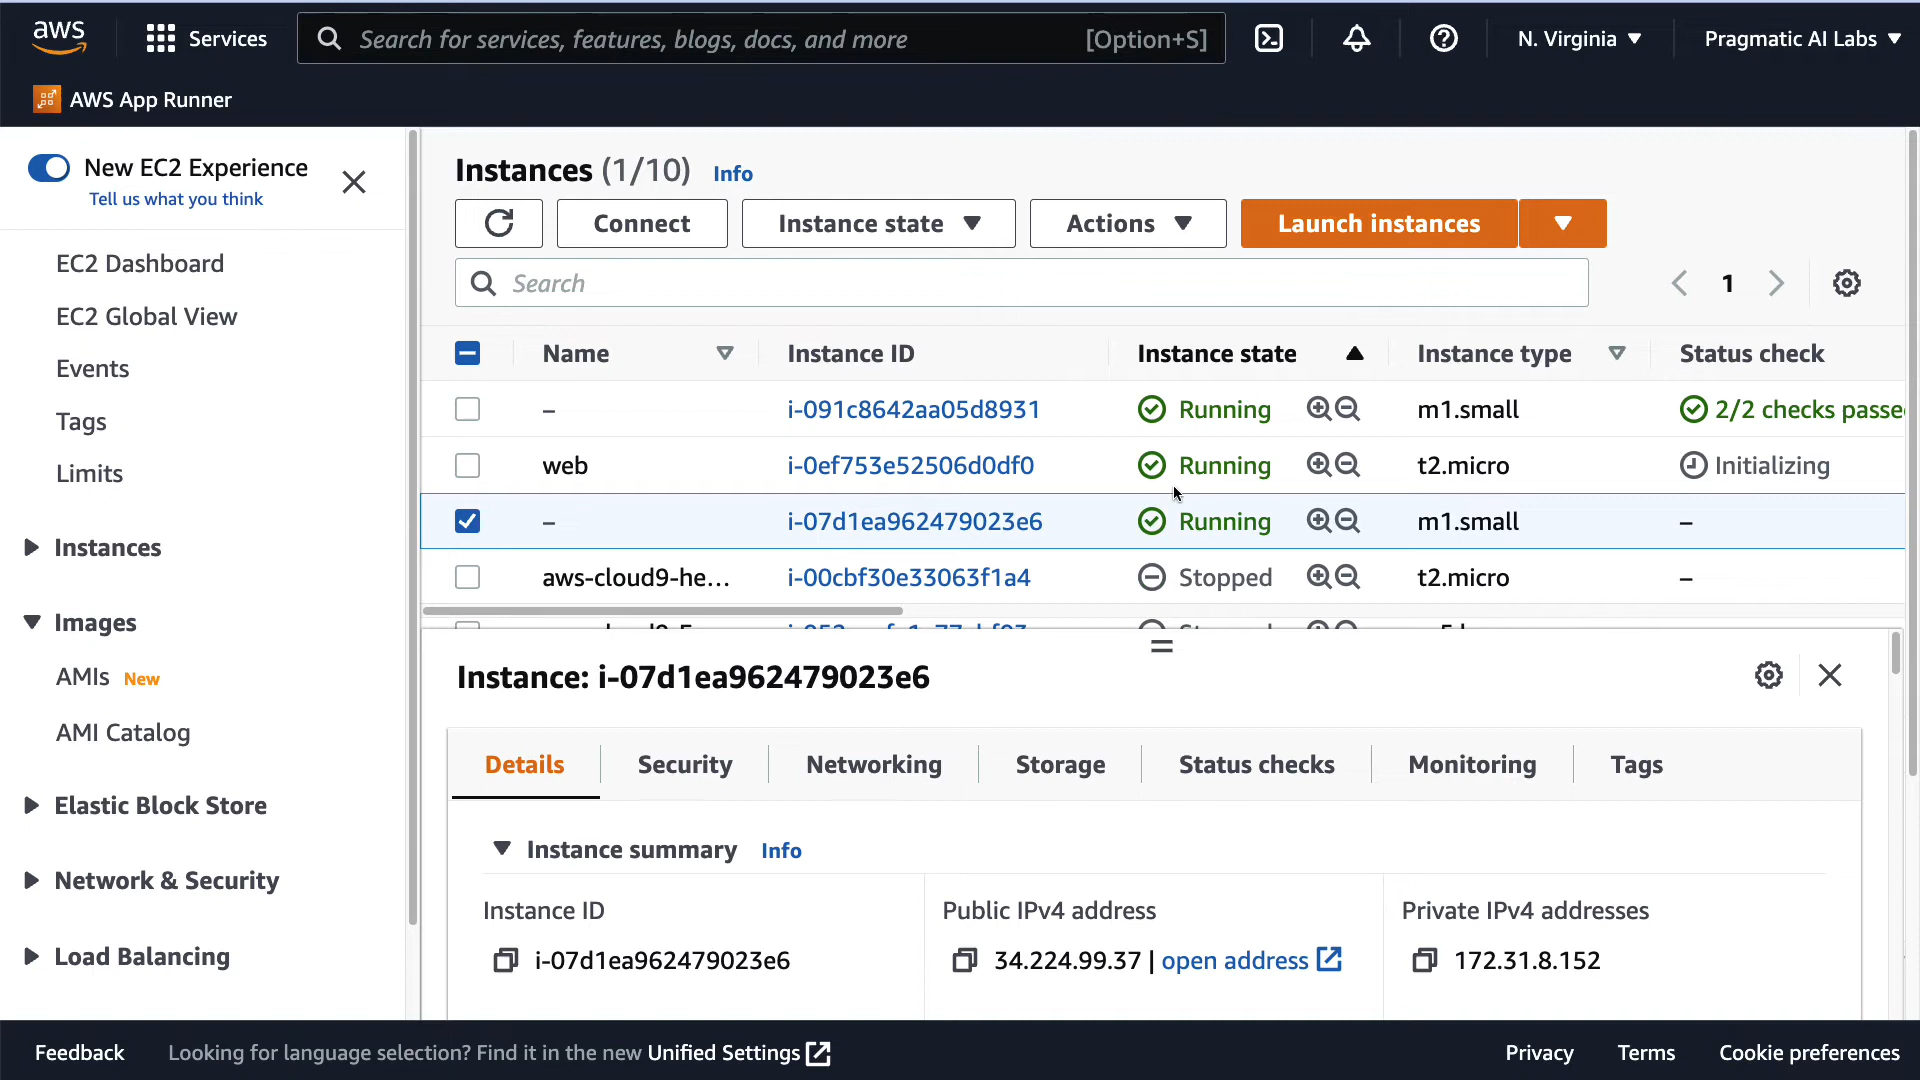 aws
Services
Search for services, features, blogs, docs, and more
[Option+S]
N. Virginia
Pragmatic AI Labs
AWS App Runner
New EC2 Experience
Tell us what you think
EC2 Dashboard
EC2 Global View
Events
Tags
Limits
Instances
Images
AMIs New
AMI Catalog
Elastic Block Store
Network & Security
Load Balancing
Instances (1/10) Info
Connect
Instance state
Actions
Launch instances
Search
1
Name Instance ID Instance state Instance type Status check
– i-091c8642aa05d8931 Running m1.small 2/2 checks passe
web i-0ef753e52506d0df0 Running t2.micro Initializing
– i-07d1ea962479023e6 Running m1.small –
aws-cloud9-he... i-00cbf30e33063f1a4 Stopped t2.micro –
Instance: i-07d1ea962479023e6
Details Security Networking Storage Status checks Monitoring Tags
Instance summary Info
Instance ID
i-07d1ea962479023e6
Public IPv4 address
34.224.99.37 | open address
Private IPv4 addresses
172.31.8.152
Feedback
Looking for language selection? Find it in the new Unified Settings
Privacy
Terms
Cookie preferences